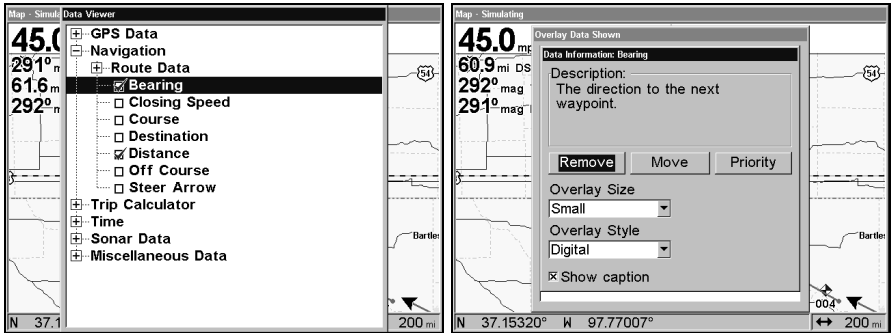 Map - Simula
Data Viewer
45.0
291° m
61.6 m
292° m
GPS Data
Navigation
Route Data
Bearing
Closing Speed
Course
Destination
Distance
Off Course
Steer Arrow
Trip Calculator
Time
Sonar Data
Miscellaneous Data
54
Bartle
N 37.1
200 mi
Map - Simulating
45.0 mp
60.9 mi DS
292° mag
291° mag
Overlay Data Shown
Data Information: Bearing
Description:
The direction to the next
waypoint.
Remove Move Priority
Overlay Size
Small
Overlay Style
Digital
Show caption
54
Bartles
004
N 37.15320° W 97.77007°
200 mi